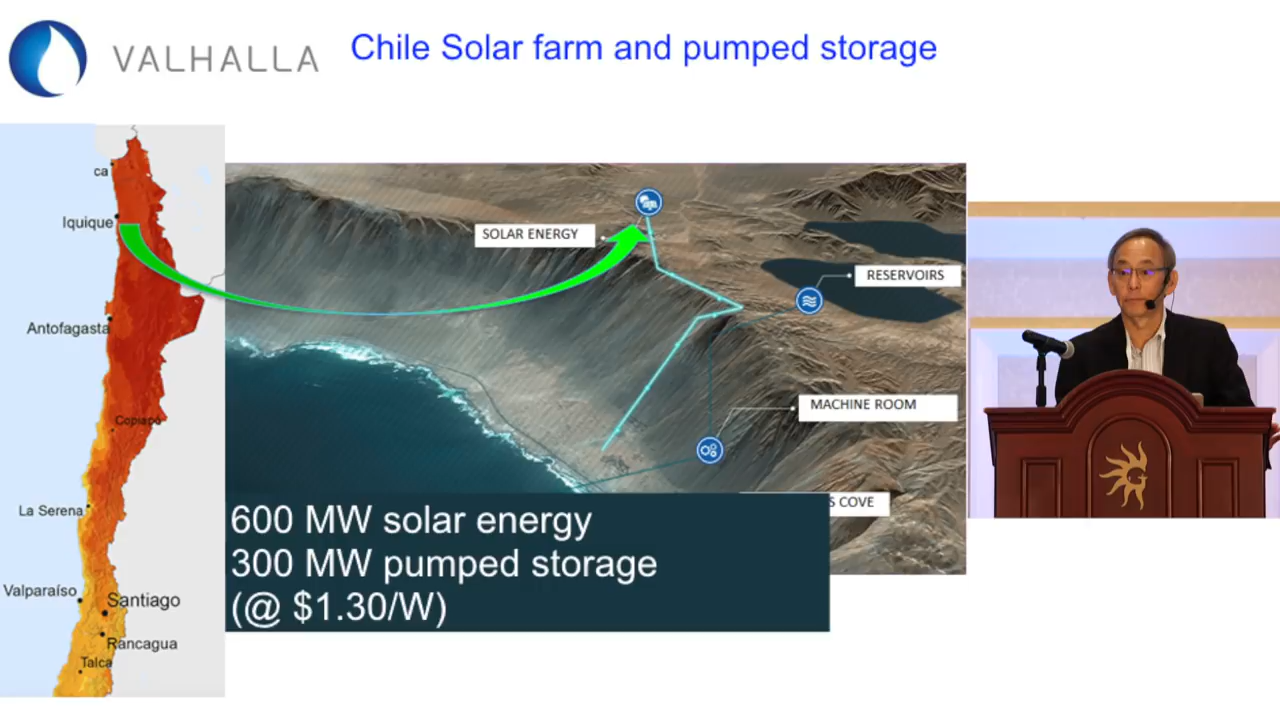 VALHALLA
Chile Solar farm and pumped storage
ca
Iquique
Antofagasta
Copiapó
La Serena
Valparaíso
Santiago
Rancagua
Talca
SOLAR ENERGY
RESERVOIRS
MACHINE ROOM
S COVE
600 MW solar energy
300 MW pumped storage
(@ $1.30/W)